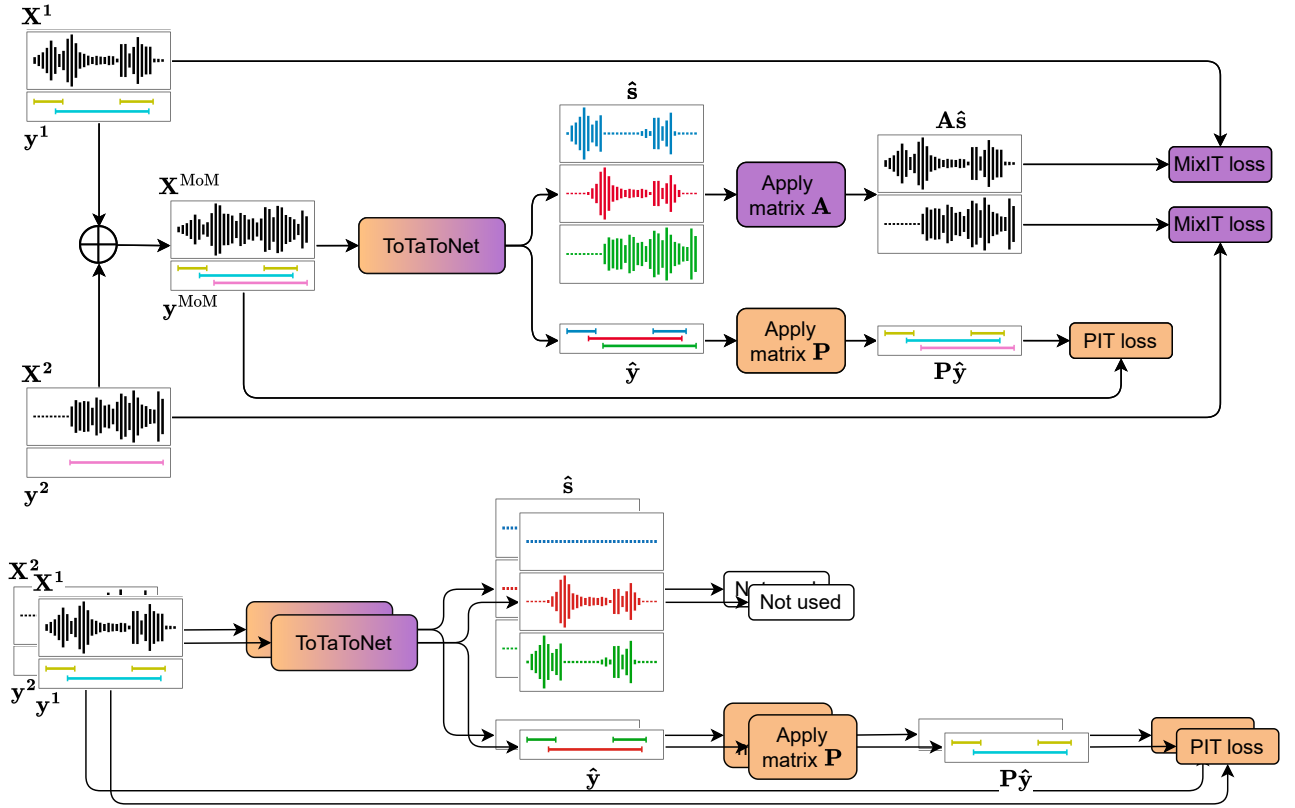 X¹
y¹
X^MoM
y^MoM
X²
y²
ToTaToNet
ŝ
Apply
matrix A
Aŝ
MixIT loss
MixIT loss
ŷ
Apply
matrix P
Pŷ
PIT loss
X²
X¹
y²
y¹
ToTaToNet
ŝ
Not used
ŷ
Apply
matrix P
Pŷ
PIT loss